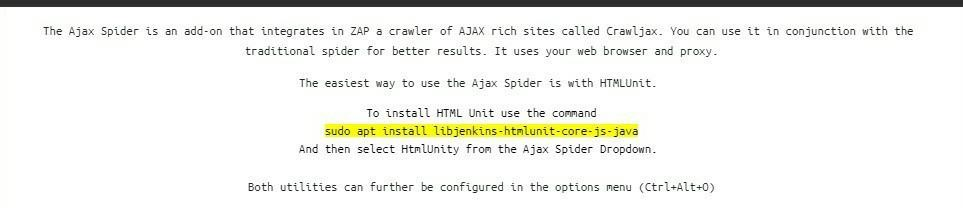 The Ajax Spider is an add-on that integrates in ZAP a crawler of AJAX rich sites called Crawljax. You can use it in conjunction with the
traditional spider for better results. It uses your web browser and proxy.
The easiest way to use the Ajax Spider is with HTMLUnit.
To install HTML Unit use the command
sudo apt install libjenkins-htmlunit-core-js-java
And then select HtmlUnity from the Ajax Spider Dropdown.
Both utilities can further be configured in the options menu (Ctrl+Alt+O)